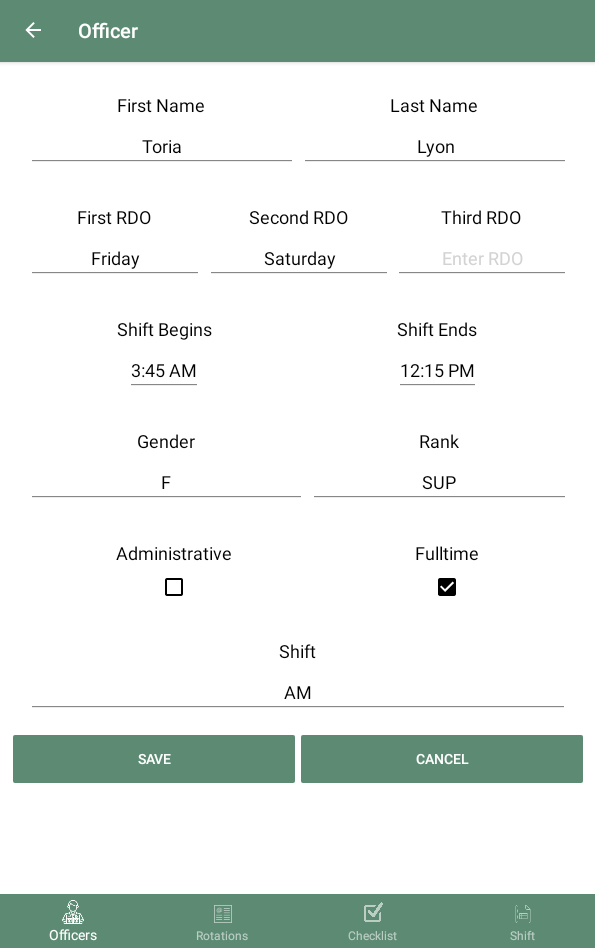 Officer
First Name Last Name
Toria Lyon
First RDO Second RDO Third RDO
Friday Saturday Enter RDO
Shift Begins Shift Ends
3:45 AM 12:15 PM
Gender Rank
F SUP
Administrative Fulltime
Shift
AM
SAVE CANCEL
Officers Rotations Checklist Shift